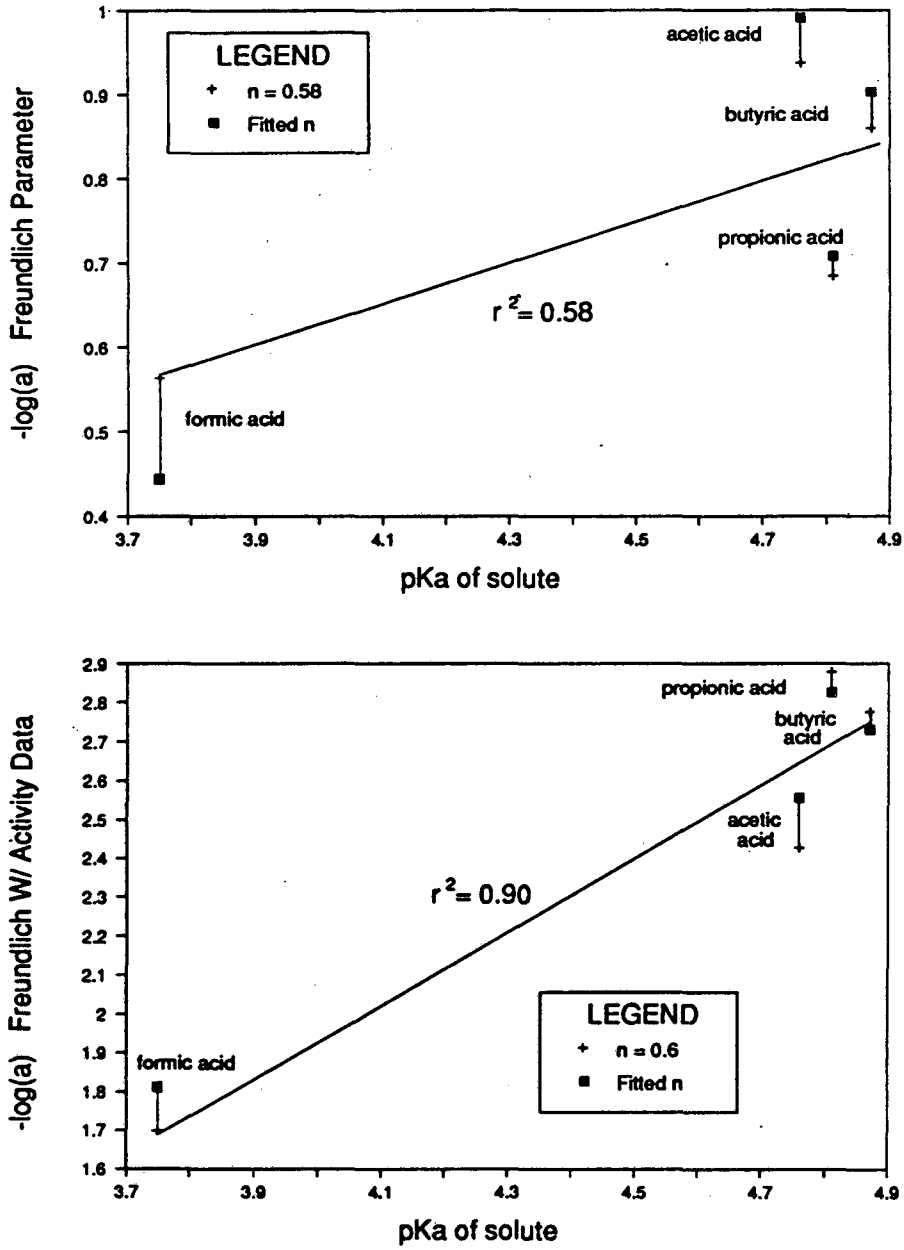 -log(a) Freundlich Parameter
1
0.9
0.8
0.7
0.6
0.5
0.4
LEGEND
+ n = 0.58
■ Fitted n
acetic acid
butyric acid
propionic acid
r² = 0.58
formic acid
3.7 3.9 4.1 4.3 4.5 4.7 4.9
pKa of solute
-log(a) Freundlich W/ Activity Data
2.9
2.8
2.7
2.6
2.5
2.4
2.3
2.2
2.1
2
1.9
1.8
1.7
1.6
propionic acid
butyric
acid
acetic
acid
r² = 0.90
LEGEND
+ n = 0.6
■ Fitted n
formic acid
3.7 3.9 4.1 4.3 4.5 4.7 4.9
pKa of solute